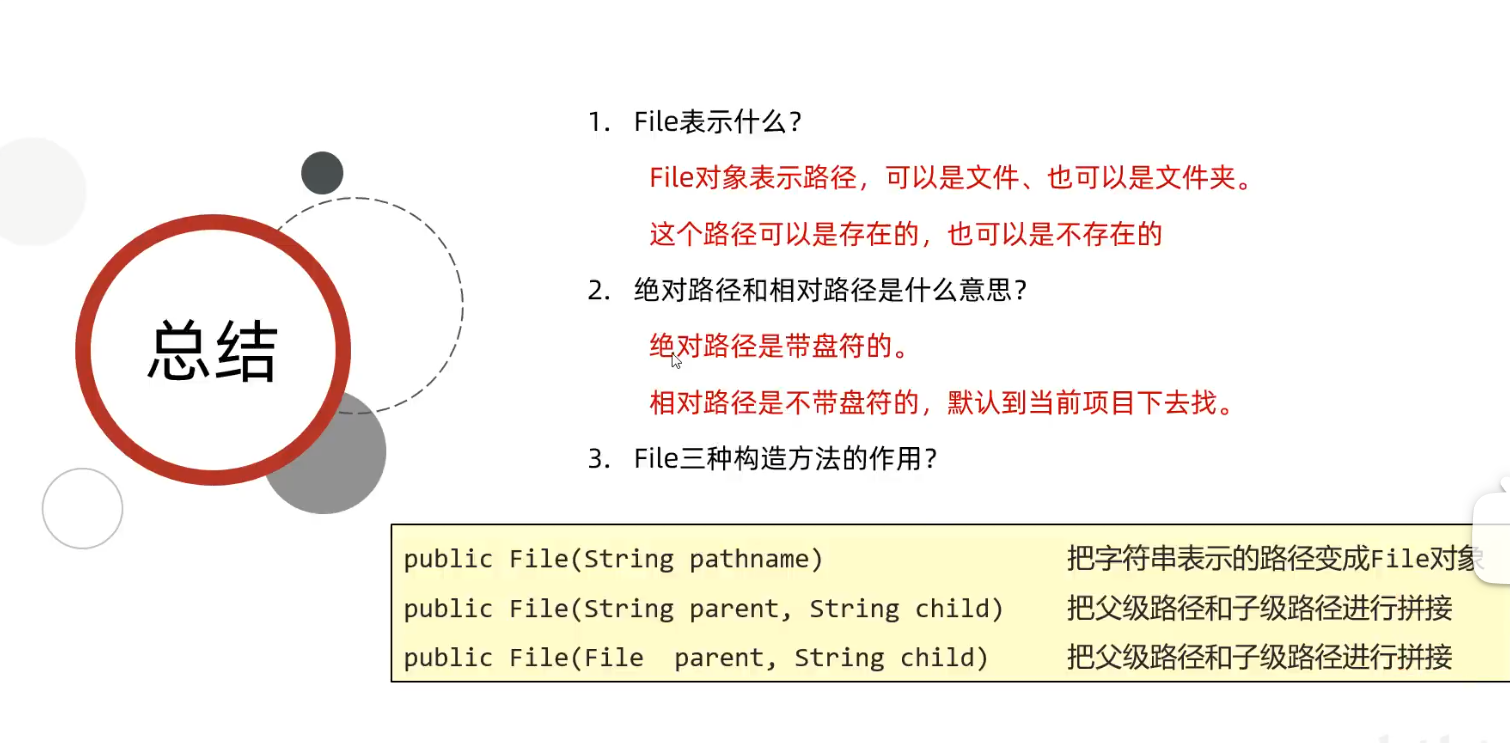 总结
1. File表示什么？
File对象表示路径，可以是文件、也可以是文件夹。
这个路径可以是存在的，也可以是不存在的
2. 绝对路径和相对路径是什么意思？
绝对路径是带盘符的。
相对路径是不带盘符的，默认到当前项目下去找。
3. File三种构造方法的作用？
public File(String pathname) 把字符串表示的路径变成File对象
public File(String parent, String child) 把父级路径和子级路径进行拼接
public File(File  parent, String child) 把父级路径和子级路径进行拼接